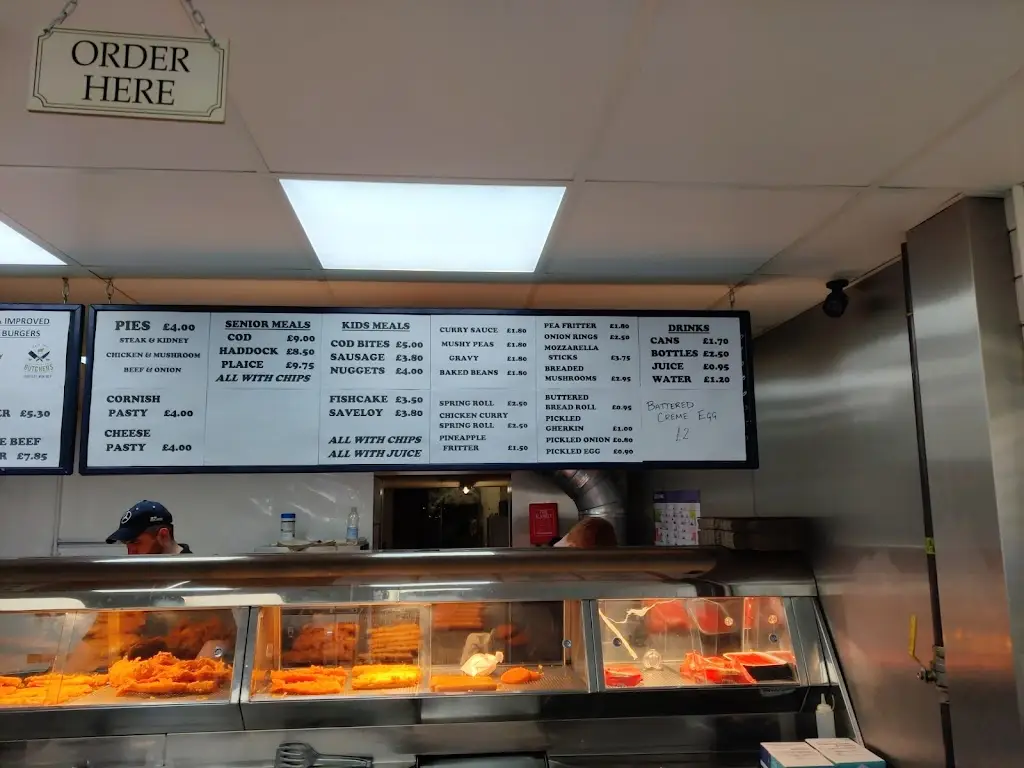 ORDER
HERE
& IMPROVED
BURGERS
BUTCHERS
£5.30
E BEEF
£7.85
PIES £4.00
STEAK & KIDNEY
CHICKEN & MUSHROOM
BEEF & ONION
CORNISH
PASTY £4.00
CHEESE
PASTY £4.00
SENIOR MEALS
COD £9.00
HADDOCK £8.50
PLAICE £9.75
ALL WITH CHIPS
KIDS MEALS
COD BITES £5.00
SAUSAGE £3.80
NUGGETS £4.00
FISHCAKE £3.50
SAVELOY £3.80
ALL WITH CHIPS
ALL WITH JUICE
CURRY SAUCE £1.80
MUSHY PEAS £1.80
GRAVY £1.80
BAKED BEANS £1.80
SPRING ROLL £2.50
CHICKEN CURRY
SPRING ROLL £2.50
PINEAPPLE
FRITTER £1.50
PEA FRITTER £1.80
ONION RINGS £2.50
MOZZARELLA
STICKS £3.75
BREADED
MUSHROOMS £2.95
BUTTERED
BREAD ROLL £0.95
PICKLED
GHERKIN £1.00
PICKLED ONION £0.80
PICKLED EGG £0.90
DRINKS
CANS £1.70
BOTTLES £2.50
JUICE £0.95
WATER £1.20
BATTERED
CREME EGG
£2